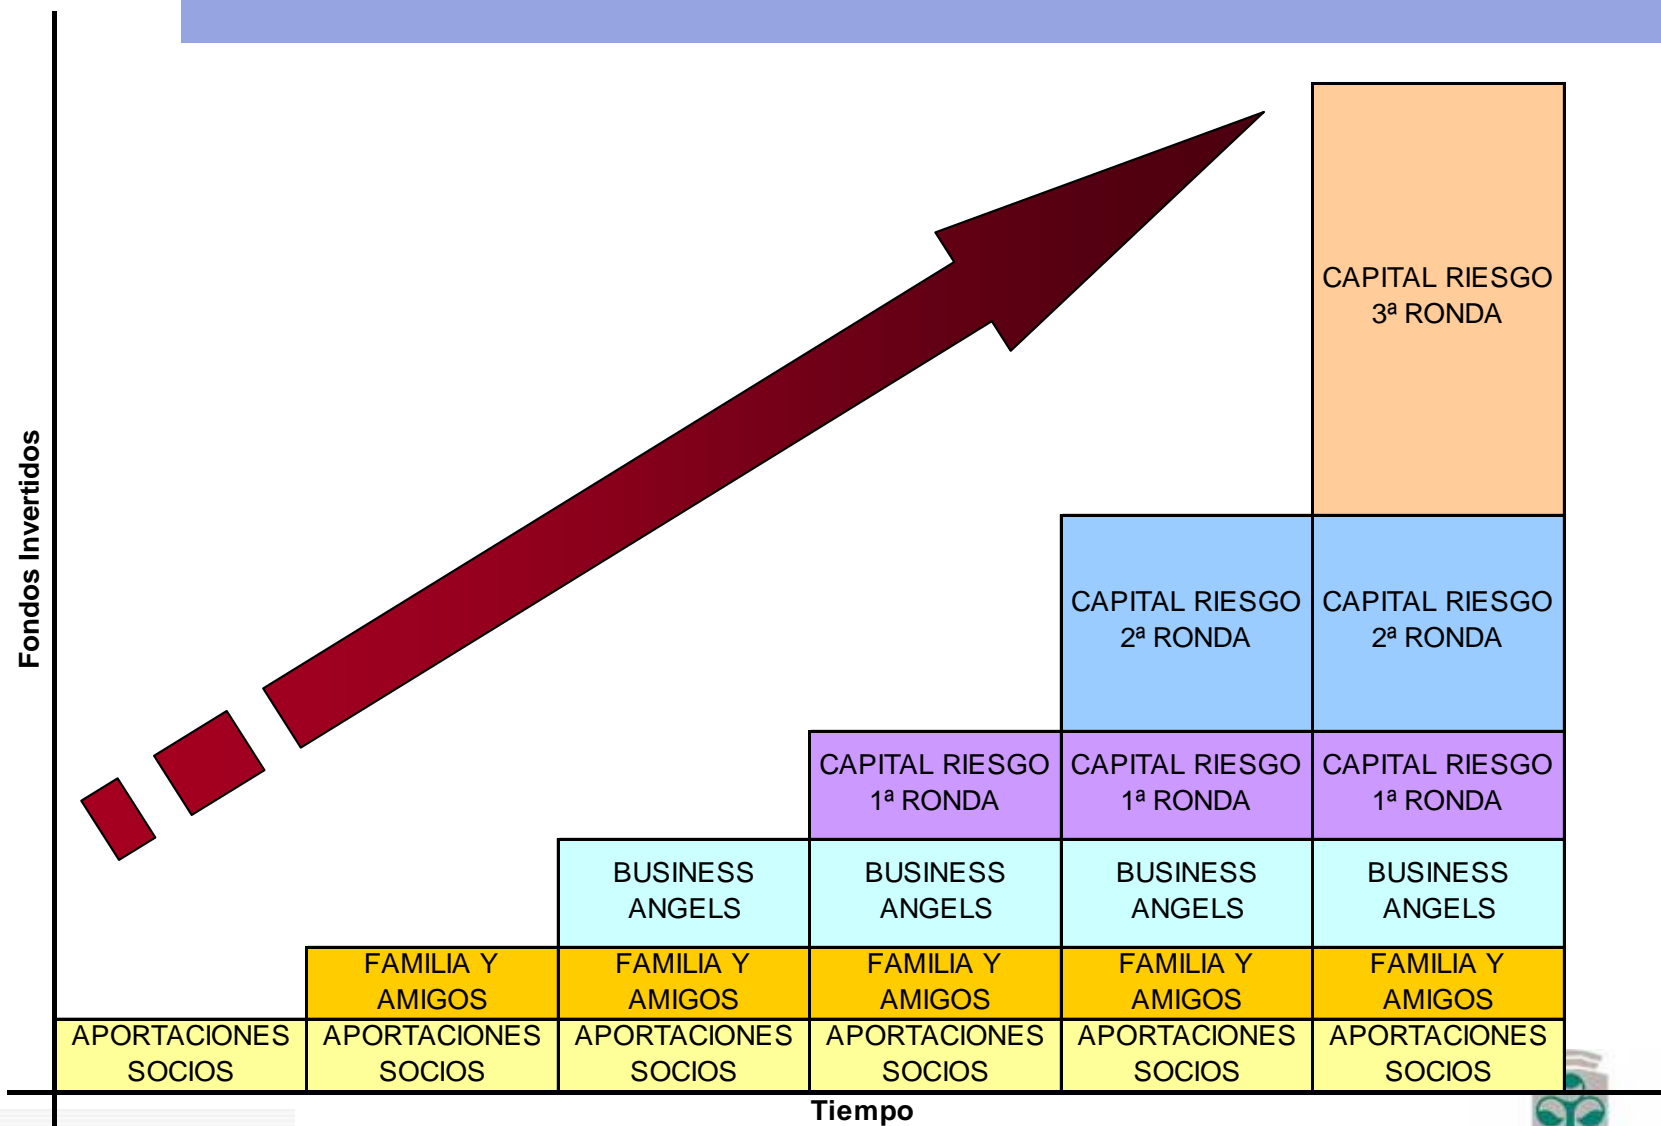 Fondos Invertidos
CAPITAL RIESGO
3ª RONDA
CAPITAL RIESGO
2ª RONDA
CAPITAL RIESGO
2ª RONDA
CAPITAL RIESGO
1ª RONDA
CAPITAL RIESGO
1ª RONDA
CAPITAL RIESGO
1ª RONDA
BUSINESS
ANGELS
BUSINESS
ANGELS
BUSINESS
ANGELS
BUSINESS
ANGELS
FAMILIA Y
AMIGOS
FAMILIA Y
AMIGOS
FAMILIA Y
AMIGOS
FAMILIA Y
AMIGOS
FAMILIA Y
AMIGOS
APORTACIONES
SOCIOS
APORTACIONES
SOCIOS
APORTACIONES
SOCIOS
APORTACIONES
SOCIOS
APORTACIONES
SOCIOS
APORTACIONES
SOCIOS
Tiempo